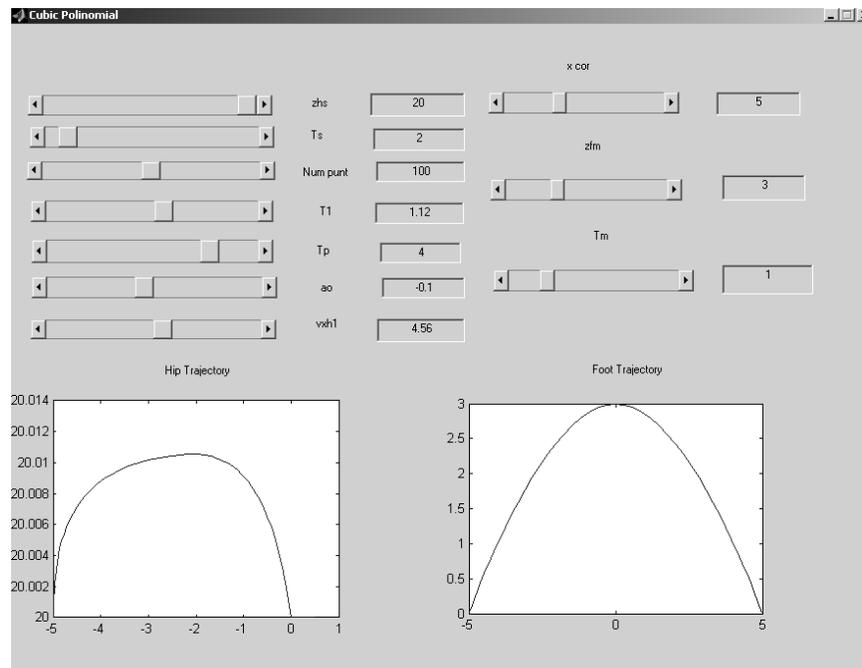 Cubic Polinomial
x cor
zhs 20 5
Ts 2
zfm
Num punt 100 3
T1 1.12
Tm
Tp 4
1
ao -0.1
vxh1 4.56
Hip Trajectory
20.014
20.012
20.01
20.008
20.006
20.004
20.002
20
-5 -4 -3 -2 -1 0 1
Foot Trajectory
3
2.5
2
1.5
1
0.5
0
-5 0 5